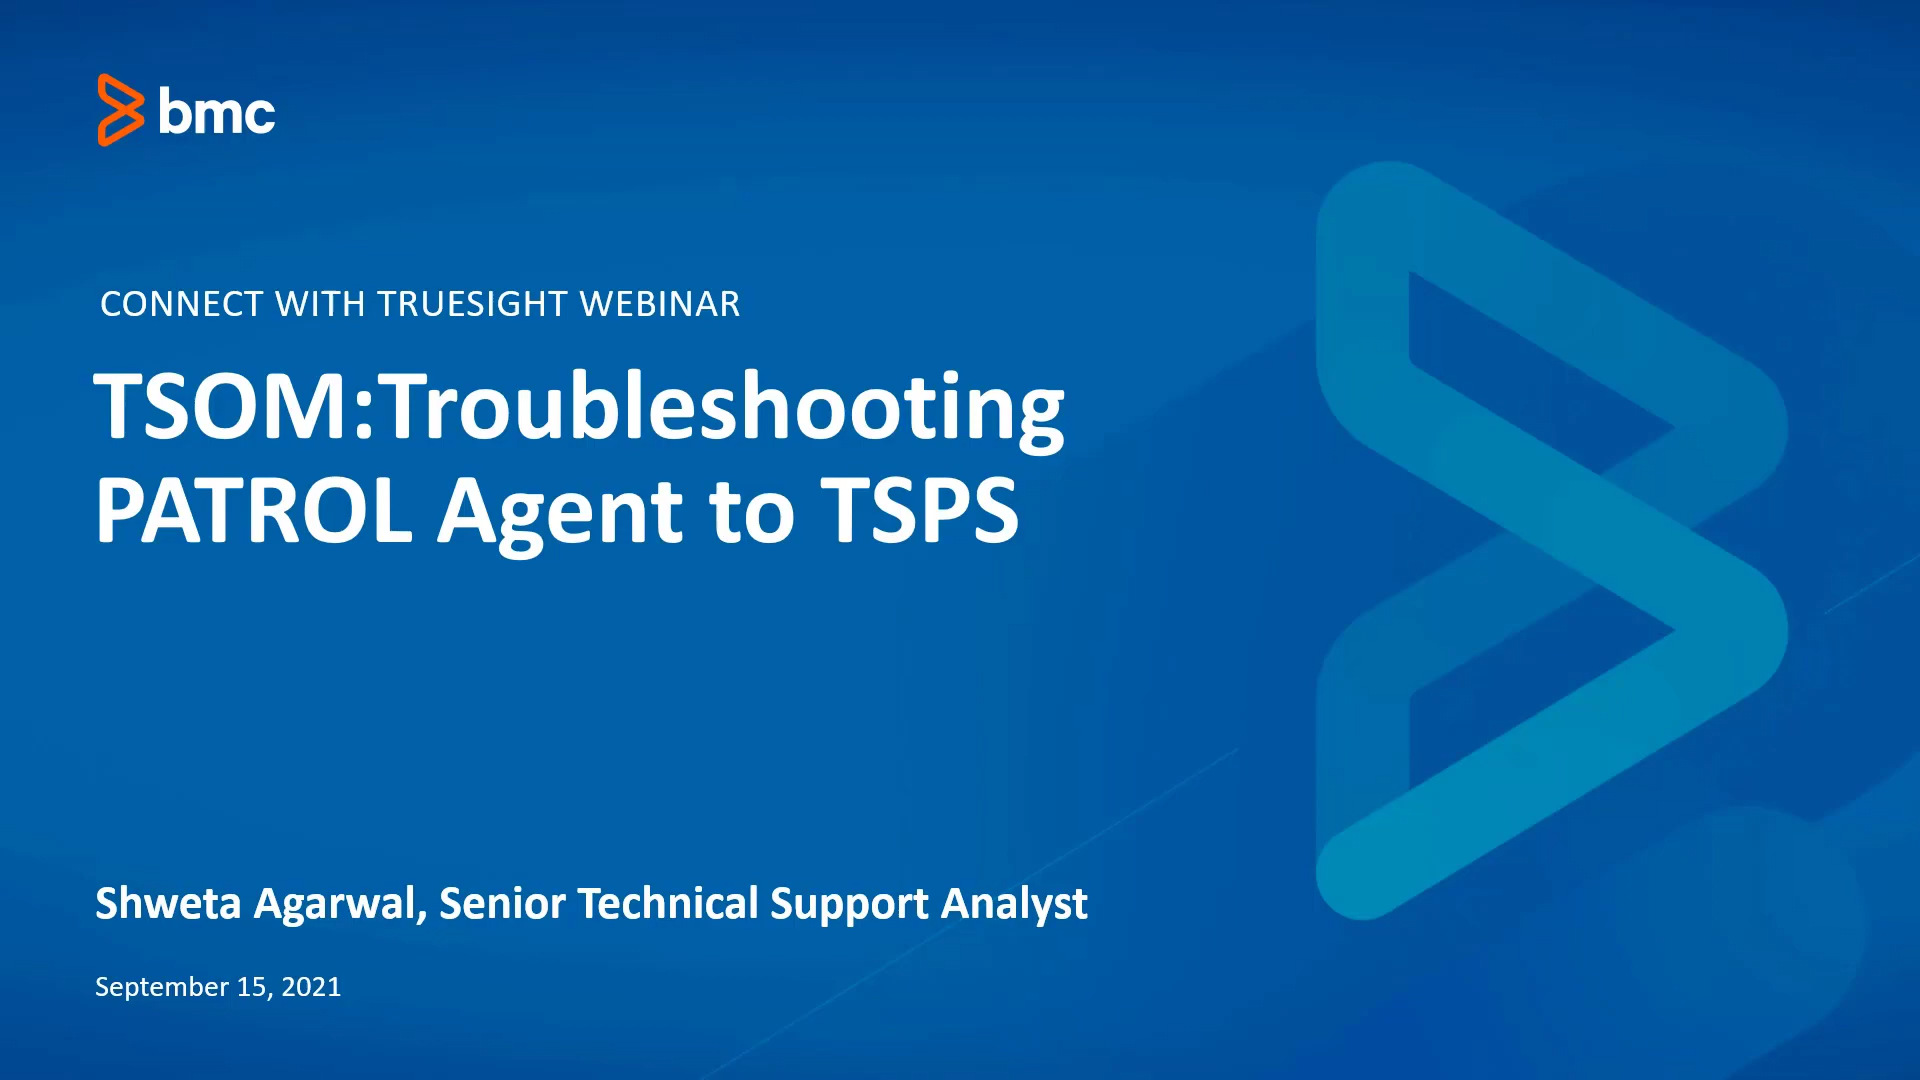 bmc
CONNECT WITH TRUESIGHT WEBINAR
TSOM:Troubleshooting
PATROL Agent to TSPS
Shweta Agarwal, Senior Technical Support Analyst
September 15, 2021